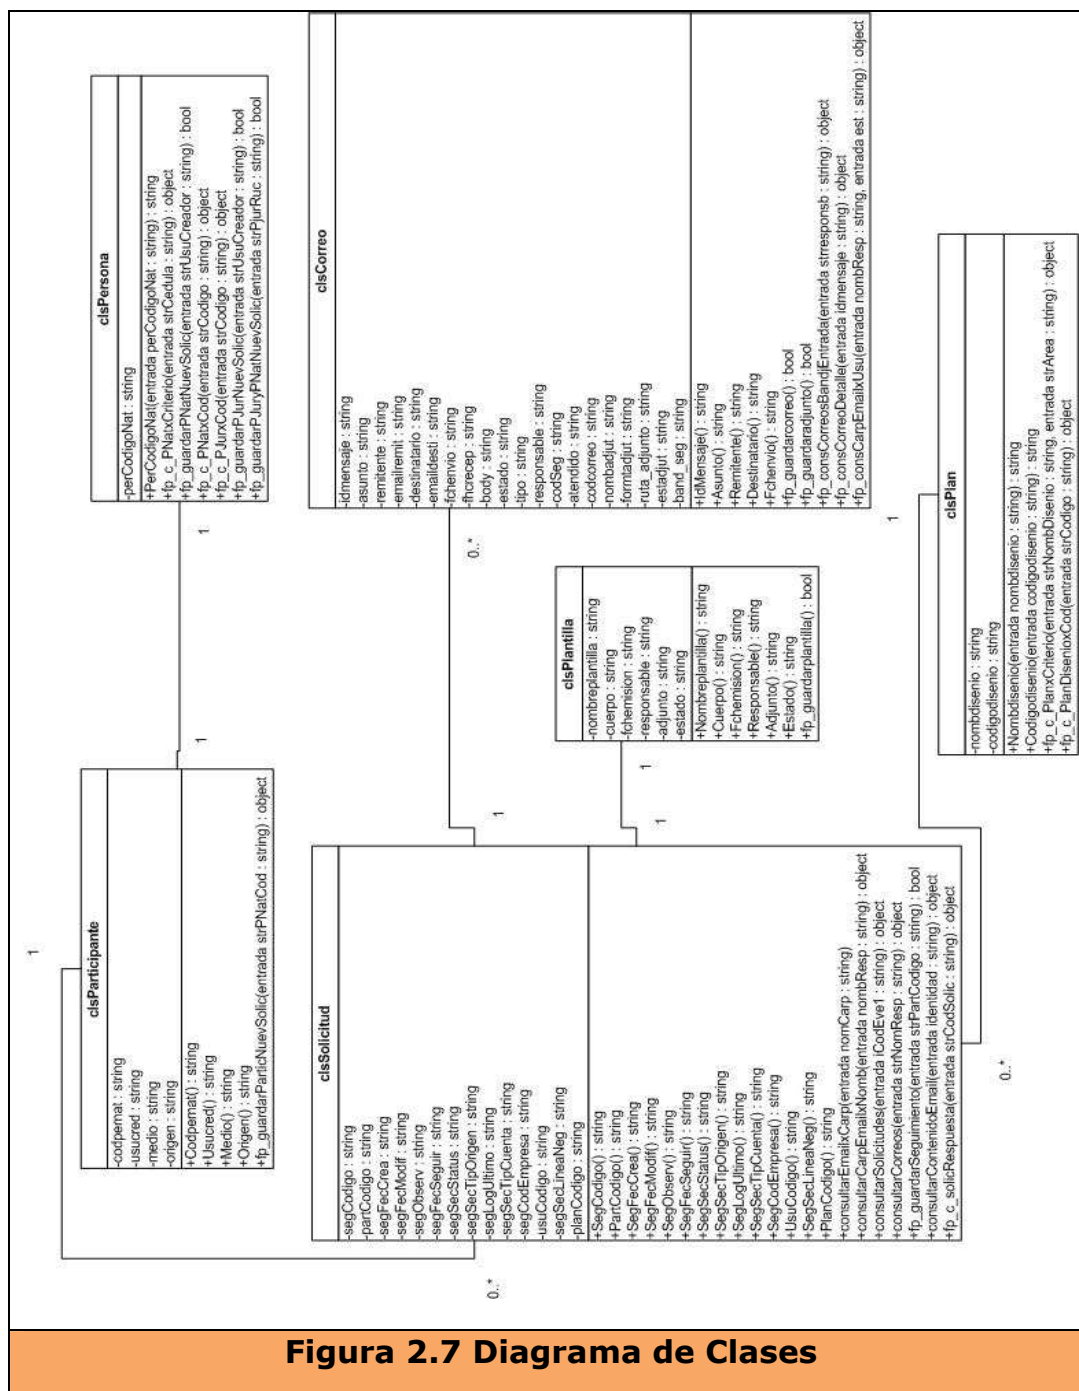 clsPersona
-perCodigoNat : string
+PerCodigoNat(entrada perCodigoNat : string) : string
+fp_c_PNatxCriterio(entrada strCedula : string) : object
+fp_guardarPNatNuevSolic(entrada strUsuCreador : string) : bool
+fp_c_PNatxCod(entrada strCodigo : string) : object
+fp_c_PJurxCod(entrada strCodigo : string) : object
+fp_guardarPJurNuevSolic(entrada strUsuCreador : string) : bool
+fp_guardarPJuryPNatNuevSolic(entrada strPjurRuc : string) : bool
1
1
clsParticipante
-codpernat : string
-usucred : string
-medio : string
-origen : string
+Codpernat() : string
+Usucred() : string
+Medio() : string
+Origen() : string
+fp_guardarParticNuevSolic(entrada strPNatCod : string) : object
1
0..*
clsCorreo
-idmensaje : string
-asunto : string
-remitente : string
-emailremit : string
-destinatario : string
-emaildesti : string
-fchenvio : string
-fhcrecep : string
-body : string
-estado : string
-tipo : string
-responsable : string
-codSeg : string
-atendido : string
-codcorreo : string
-nombadjut : string
-formtadjut : string
-ruta_adjunto : string
-estadjut : string
-band_seg : string
+IdMensaje() : string
+Asunto() : string
+Remitente() : string
+Destinatario() : string
+Fchenvio() : string
+fp_guardarcorreo() : bool
+fp_guardaradjunto() : bool
+fp_consCorreosBandjEntrada(entrada strresponsb : string) : object
+fp_consCorreoDetalle(entrada idmensaje : string) : object
+fp_consCarpEmailxUsu(entrada nombResp : string, entrada est : string) : object
0..*
1
clsPlantilla
-nombreplantilla : string
-cuerpo : string
-fchemision : string
-responsable : string
-adjunto : string
-estado : string
+Nombreplantilla() : string
+Cuerpo() : string
+Fchemision() : string
+Responsable() : string
+Adjunto() : string
+Estado() : string
+fp_guardarplantilla() : bool
1
1
clsSolicitud
-segCodigo : string
-partCodigo : string
-segFecCrea : string
-segFecModif : string
-segObserv : string
-segFecSeguir : string
-segSecStatus : string
-segSecTipOrigen : string
-segLogUltimo : string
-segSecTipCuenta : string
-segCodEmpresa : string
-usuCodigo : string
-segSecLineaNeg : string
-planCodigo : string
+SegCodigo() : string
+PartCodigo() : string
+SegFecCrea() : string
+SegFecModif() : string
+SegObserv() : string
+SegFecSeguir() : string
+SegSecStatus() : string
+SegSecTipOrigen() : string
+SegLogUltimo() : string
+SegSecTipCuenta() : string
+SegCodEmpresa() : string
+UsuCodigo() : string
+SegSecLineaNeg() : string
+PlanCodigo() : string
+consultarEmailxCarp(entrada nomCarp : string)
+consultarCarpEmailxNomb(entrada nombResp : string) : object
+consultarSolicitudes(entrada iCodEve1 : string) : object
+consultarCorreos(entrada strNomResp : string) : object
+fp_guardarSeguimiento(entrada strPartCodigo : string) : bool
+consultarContenidoEmail(entrada identidad : string) : object
+fp_c_solicRespuesta(entrada strCodSolic : string) : object
0..*
1
clsPlan
-nombdisenio : string
-codigodisenio : string
+Nombdisenio(entrada nombdisenio : string) : string
+Codigodisenio(entrada codigodisenio : string) : string
+fp_c_PlanxCriterio(entrada strNombDisenio : string, entrada strArea : string) : object
+fp_c_PlanDisenioxCod(entrada strCodigo : string) : object
Figura 2.7 Diagrama de Clases